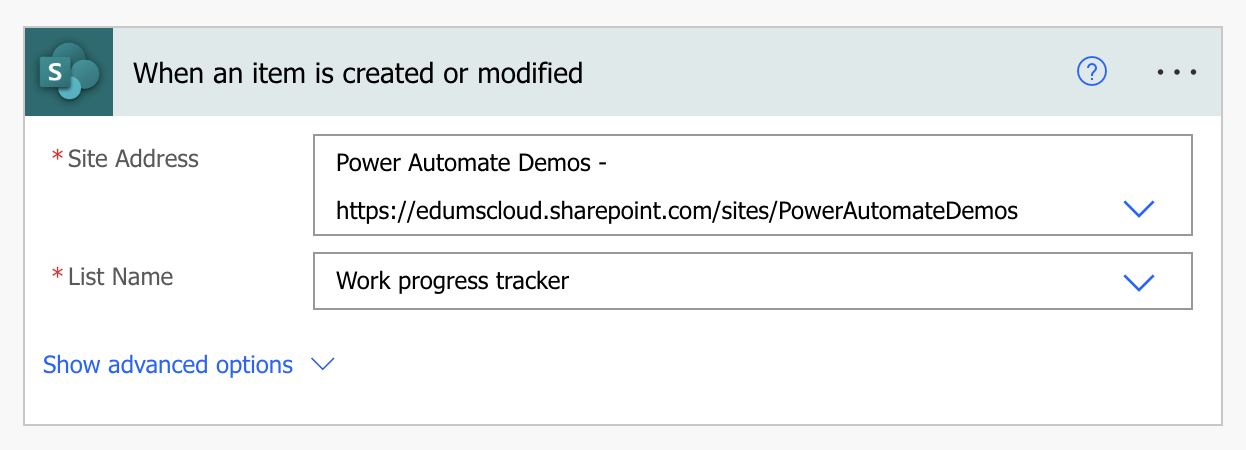 S
When an item is created or modified
?
* Site Address
Power Automate Demos -
https://edumscloud.sharepoint.com/sites/PowerAutomateDemos
* List Name
Work progress tracker
Show advanced options